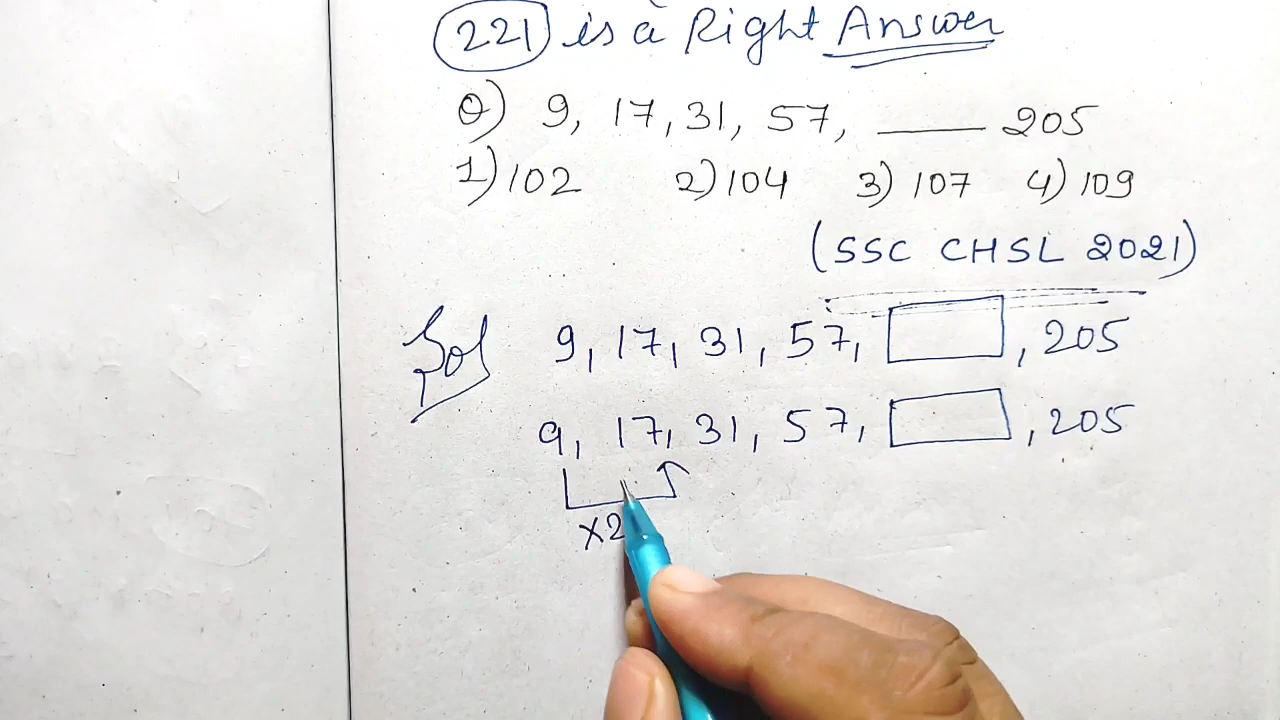 221 is a Right Answer
Q) 9, 17, 31, 57, ____ 205
1) 102 2) 104 3) 107 4) 109
(SSC CHSL 2021)
Sol 9, 17, 31, 57, , 205
9, 17, 31, 57, , 205
×2